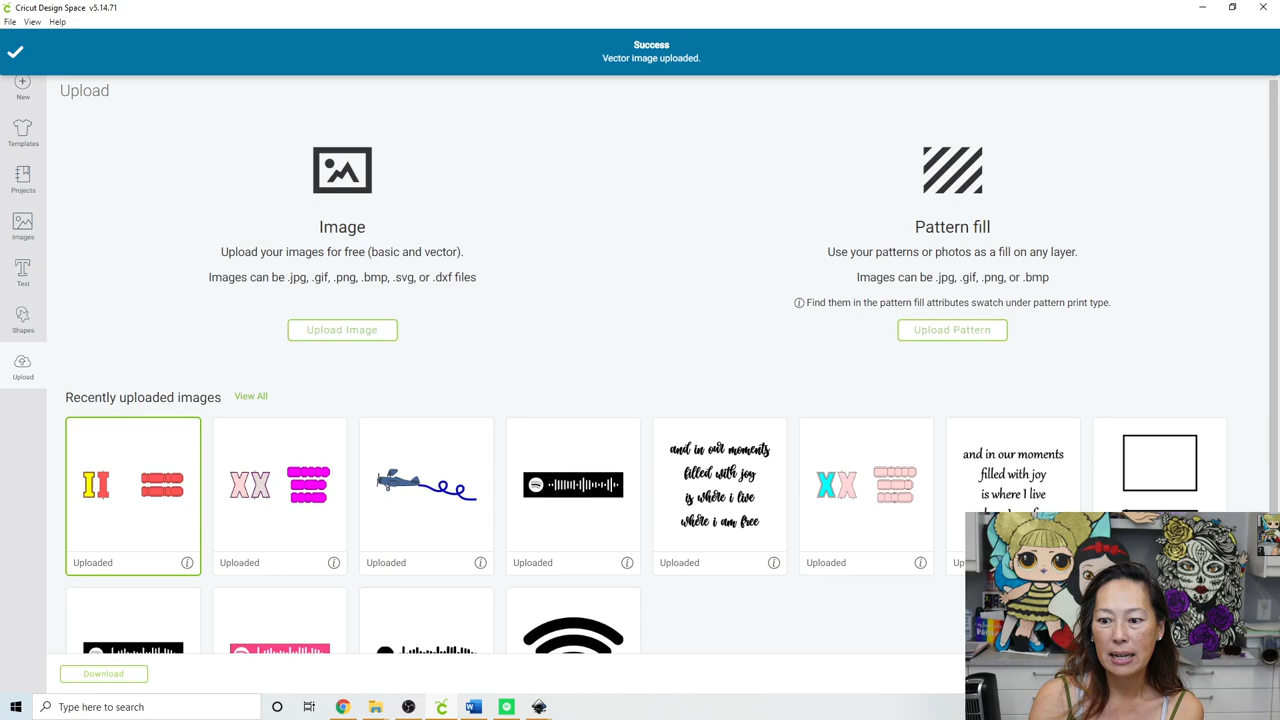 Cricut Design Space v5.14.71
File View Help
Success
Vector image uploaded.
New
Templates
Projects
Images
Text
Shapes
Upload
Upload
Image
Upload your images for free (basic and vector).
Images can be .jpg, .gif, .png, .bmp, .svg, or .dxf files
Upload Image
Pattern fill
Use your patterns or photos as a fill on any layer.
Images can be .jpg, .gif, .png, or .bmp
Find them in the pattern fill attributes swatch under pattern print type.
Upload Pattern
Recently uploaded images View All
II
XX
and in our moments
filled with joy
is where i live
where i am free
XX
and in our moments
filled with joy
is where I live
Uploaded
Uploaded
Uploaded
Uploaded
Uploaded
Uploaded
Download
Type here to search